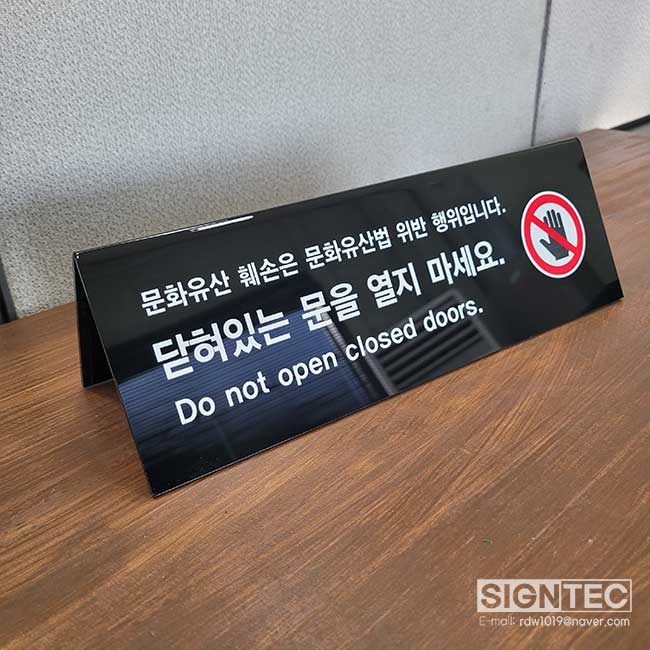 문화유산 훼손은 문화유산법 위반 행위입니다.
닫혀있는 문을 열지 마세요.
Do not open closed doors.
SIGNTEC
E-mail: rdw1019@naver.com